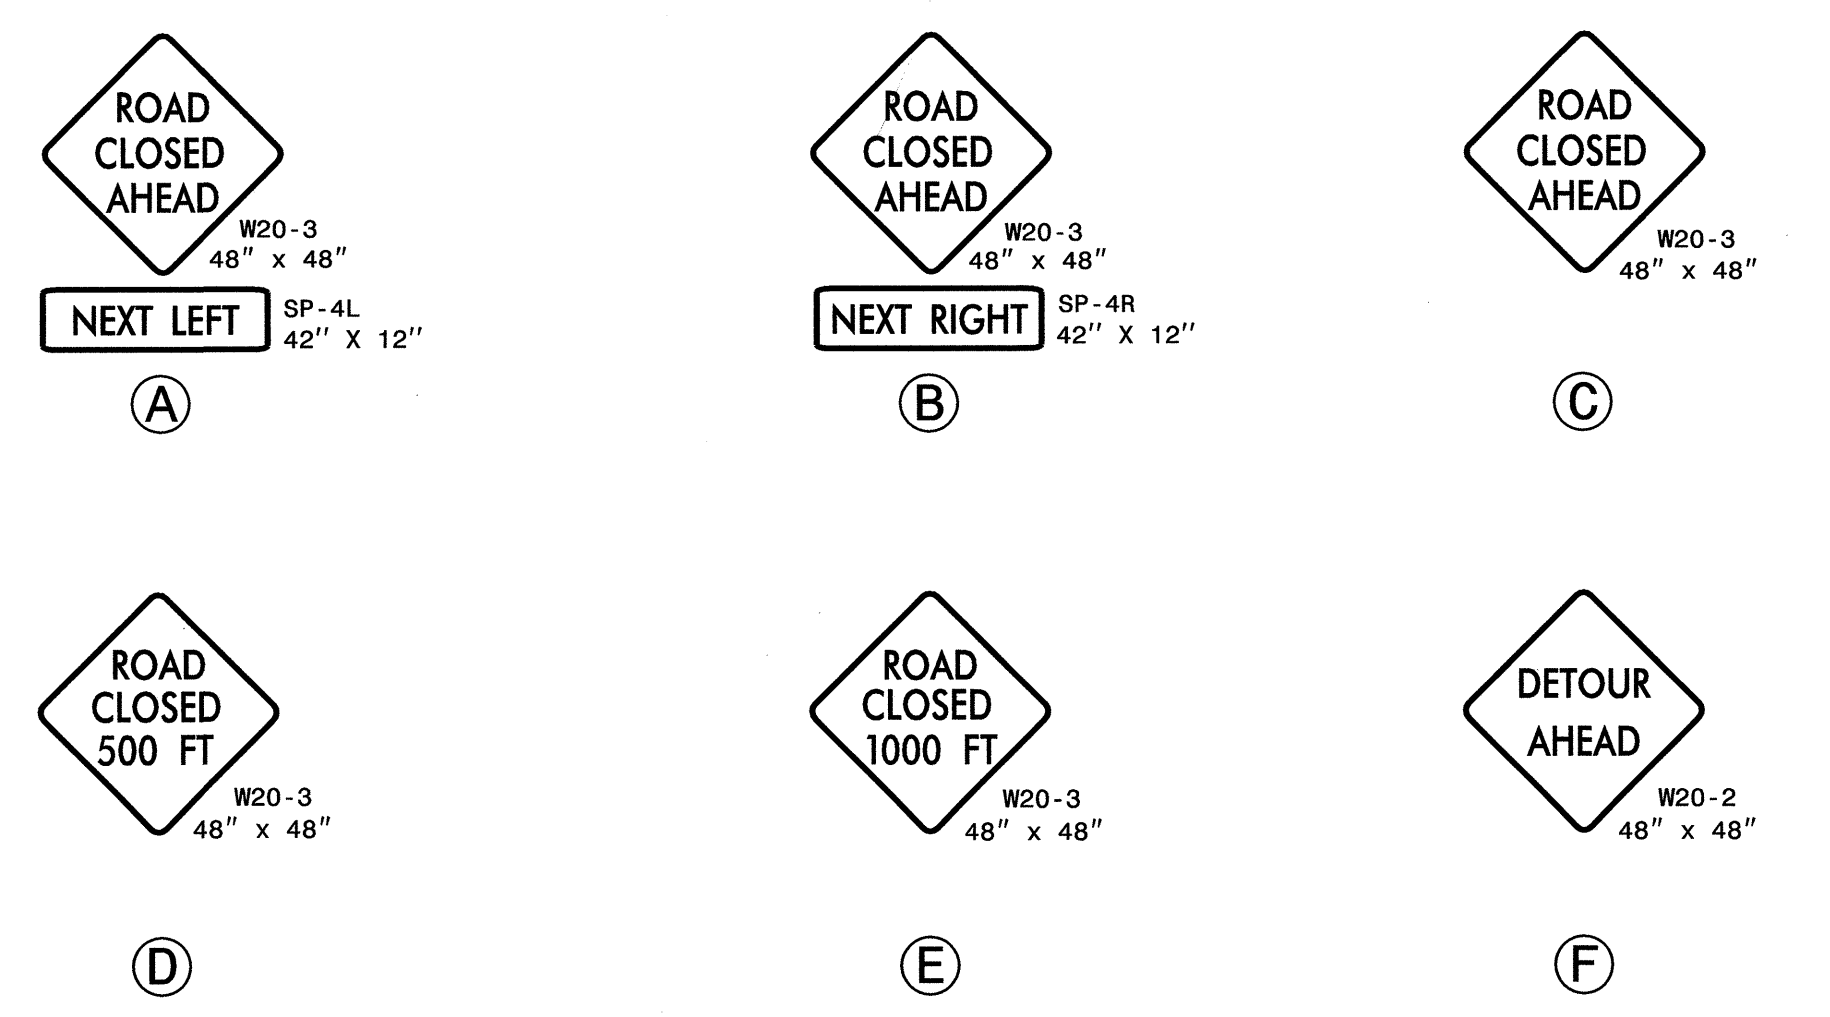 ROAD
CLOSED
AHEAD
W20-3
48" x 48"
NEXT LEFT
SP-4L
42" X 12"
A
ROAD
CLOSED
AHEAD
W20-3
48" x 48"
NEXT RIGHT
SP-4R
42" X 12"
B
ROAD
CLOSED
AHEAD
W20-3
48" x 48"
C
ROAD
CLOSED
500 FT
W20-3
48" x 48"
D
ROAD
CLOSED
1000 FT
W20-3
48" x 48"
E
DETOUR
AHEAD
W20-2
48" x 48"
F